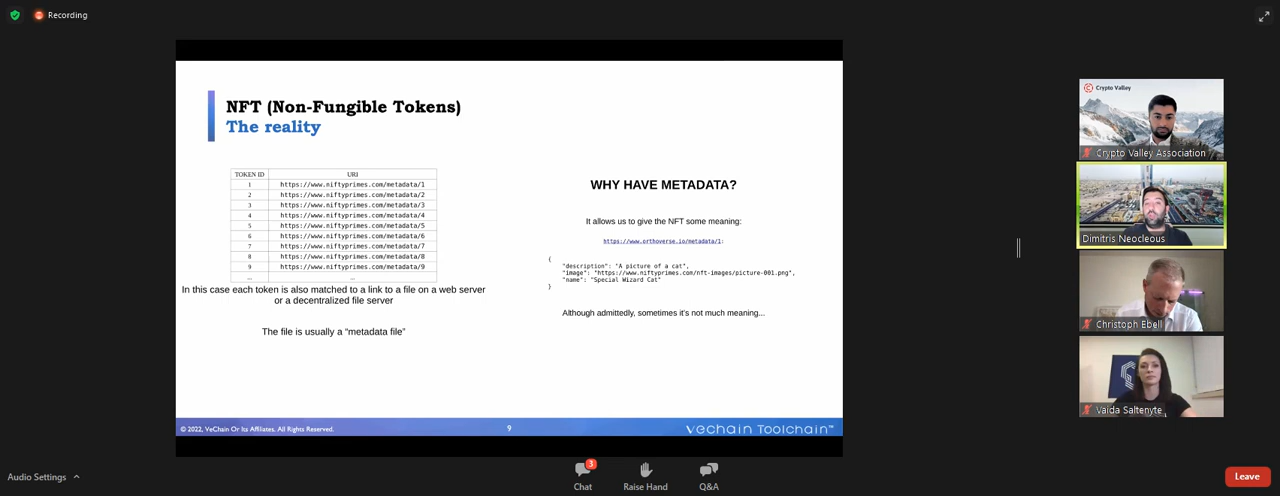 Recording
NFT (Non-Fungible Tokens)
The reality
TOKEN ID URI
1 https://www.niftyprimes.com/metadata/1
2 https://www.niftyprimes.com/metadata/2
3 https://www.niftyprimes.com/metadata/3
4 https://www.niftyprimes.com/metadata/4
5 https://www.niftyprimes.com/metadata/5
6 https://www.niftyprimes.com/metadata/6
7 https://www.niftyprimes.com/metadata/7
8 https://www.niftyprimes.com/metadata/8
9 https://www.niftyprimes.com/metadata/9
... ...
In this case each token is also matched to a link to a file on a web server
or a decentralized file server
The file is usually a “metadata file”
WHY HAVE METADATA?
It allows us to give the NFT some meaning:
https://www.orthoverse.io/metadata/1:
{
"description": "A picture of a cat",
"image": "https://www.niftyprimes.com/nft-images/picture-001.png",
"name": "Special Wizard Cat"
}
Although admittedly, sometimes it's not much meaning...
© 2022, VeChain Or Its Affiliates. All Rights Reserved.
9
vechain Toolchain™
Crypto Valley
Crypto Valley Association
Dimitris Neocleous
Christoph Ebell
Vaida Saltenyte
Audio Settings
3
Chat
Raise Hand
Q&A
Leave